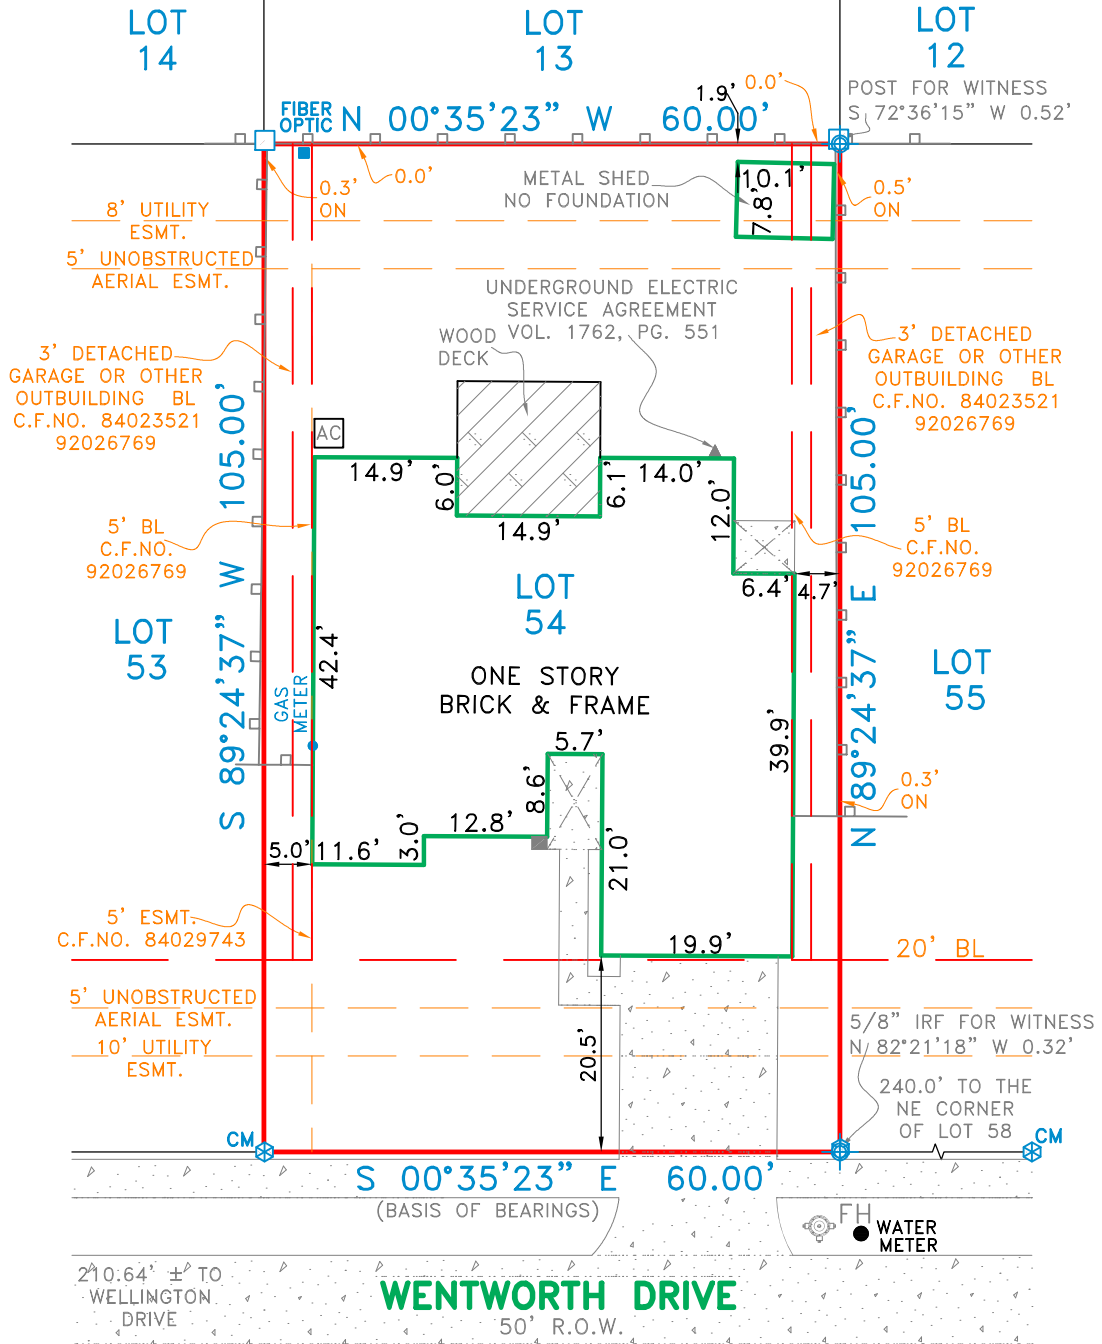 LOT
14
LOT
13
LOT
12
FIBER
OPTIC
N 00°35'23" W 60.00'
1.9'
0.0'
POST FOR WITNESS
S 72°36'15" W 0.52'
0.3'
ON
0.0'
METAL SHED
NO FOUNDATION
10.1'
7.8'
0.5'
ON
8' UTILITY
ESMT.
5' UNOBSTRUCTED
AERIAL ESMT.
UNDERGROUND ELECTRIC
SERVICE AGREEMENT
VOL. 1762, PG. 551
WOOD
DECK
3' DETACHED
GARAGE OR OTHER
OUTBUILDING BL
C.F.NO. 84023521
92026769
3' DETACHED
GARAGE OR OTHER
OUTBUILDING BL
C.F.NO. 84023521
92026769
AC
14.9'
6.0'
14.9'
6.1'
14.0'
12.0'
6.4'
4.7'
5' BL
C.F.NO.
92026769
5' BL
C.F.NO.
92026769
S 89°24'37" W 105.00'
N 89°24'37" E 105.00'
LOT
53
LOT
54
LOT
55
42.4'
ONE STORY
BRICK & FRAME
GAS
METER
39.9'
5.7'
8.6'
12.8'
3.0'
11.6'
5.0'
21.0'
19.9'
0.3'
ON
5' ESMT.
C.F.NO. 84029743
20' BL
5' UNOBSTRUCTED
AERIAL ESMT.
10' UTILITY
ESMT.
20.5'
5/8" IRF FOR WITNESS
N 82°21'18" W 0.32'
240.0' TO THE
NE CORNER
OF LOT 58
CM
CM
S 00°35'23" E 60.00'
(BASIS OF BEARINGS)
FH
WATER
METER
210.64' ± TO
WELLINGTON
DRIVE
WENTWORTH DRIVE
50' R.O.W.